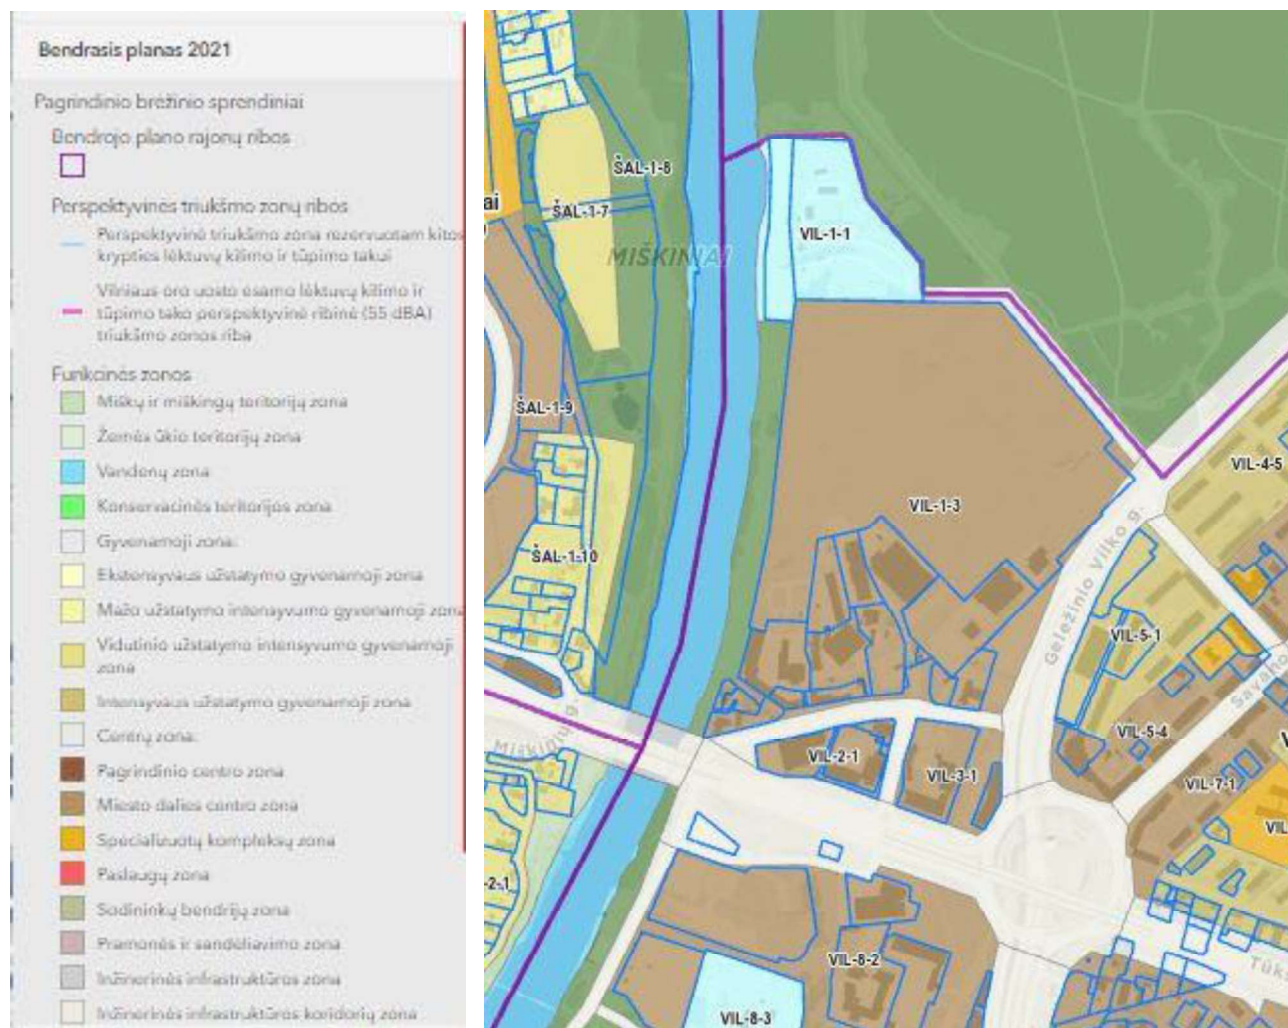 Bendrasis planas 2021
Pagrindinio brėžinio sprendiniai
Bendrojo plano rajonų ribos
Perspektyvinės triukšmo zonų ribos
Perspektyvinė triukšmo zona rezervuotam kitos
krypties lėktuvų kilimo ir tūpimo takui
Vilniaus oro uosto esamo lėktuvų kilimo ir
tūpimo tako perspektyvinė ribinė (55 dBA)
triukšmo zonos riba
Funkcinės zonos
Miškų ir miškingų teritorijų zona
Žemės ūkio teritorijų zona
Vandenų zona
Konservacinės teritorijos zona
Gyvenamoji zona:
Ekstensyvaus užstatymo gyvenamoji zona
Mažo užstatymo intensyvumo gyvenamoji zona
Vidutinio užstatymo intensyvumo gyvenamoji
zona
Intensyvaus užstatymo gyvenamoji zona
Centrų zona:
Pagrindinio centro zona
Miesto dalies centro zona
Specializuotų kompleksų zona
Paslaugų zona
Sodininkų bendrijų zona
Pramonės ir sandėliavimo zona
Inžinerinės infrastruktūros zona
Inžinerinės infrastruktūros koridorių zona
ŠAL-1-8
ai
ŠAL-1-7
VIL-1-1
MIŠKINIAI
ŠAL-1-9
VIL-4-5
VIL-1-3
ŠAL-1-10
Geležinio Vilko g.
VIL-5-1
Savan
Miškinių g.
VIL-5-4
VIL-2-1
VIL-3-1
VIL-7-1
V
VIL
-2-1
VIL-8-2
Tūk
VIL-8-3